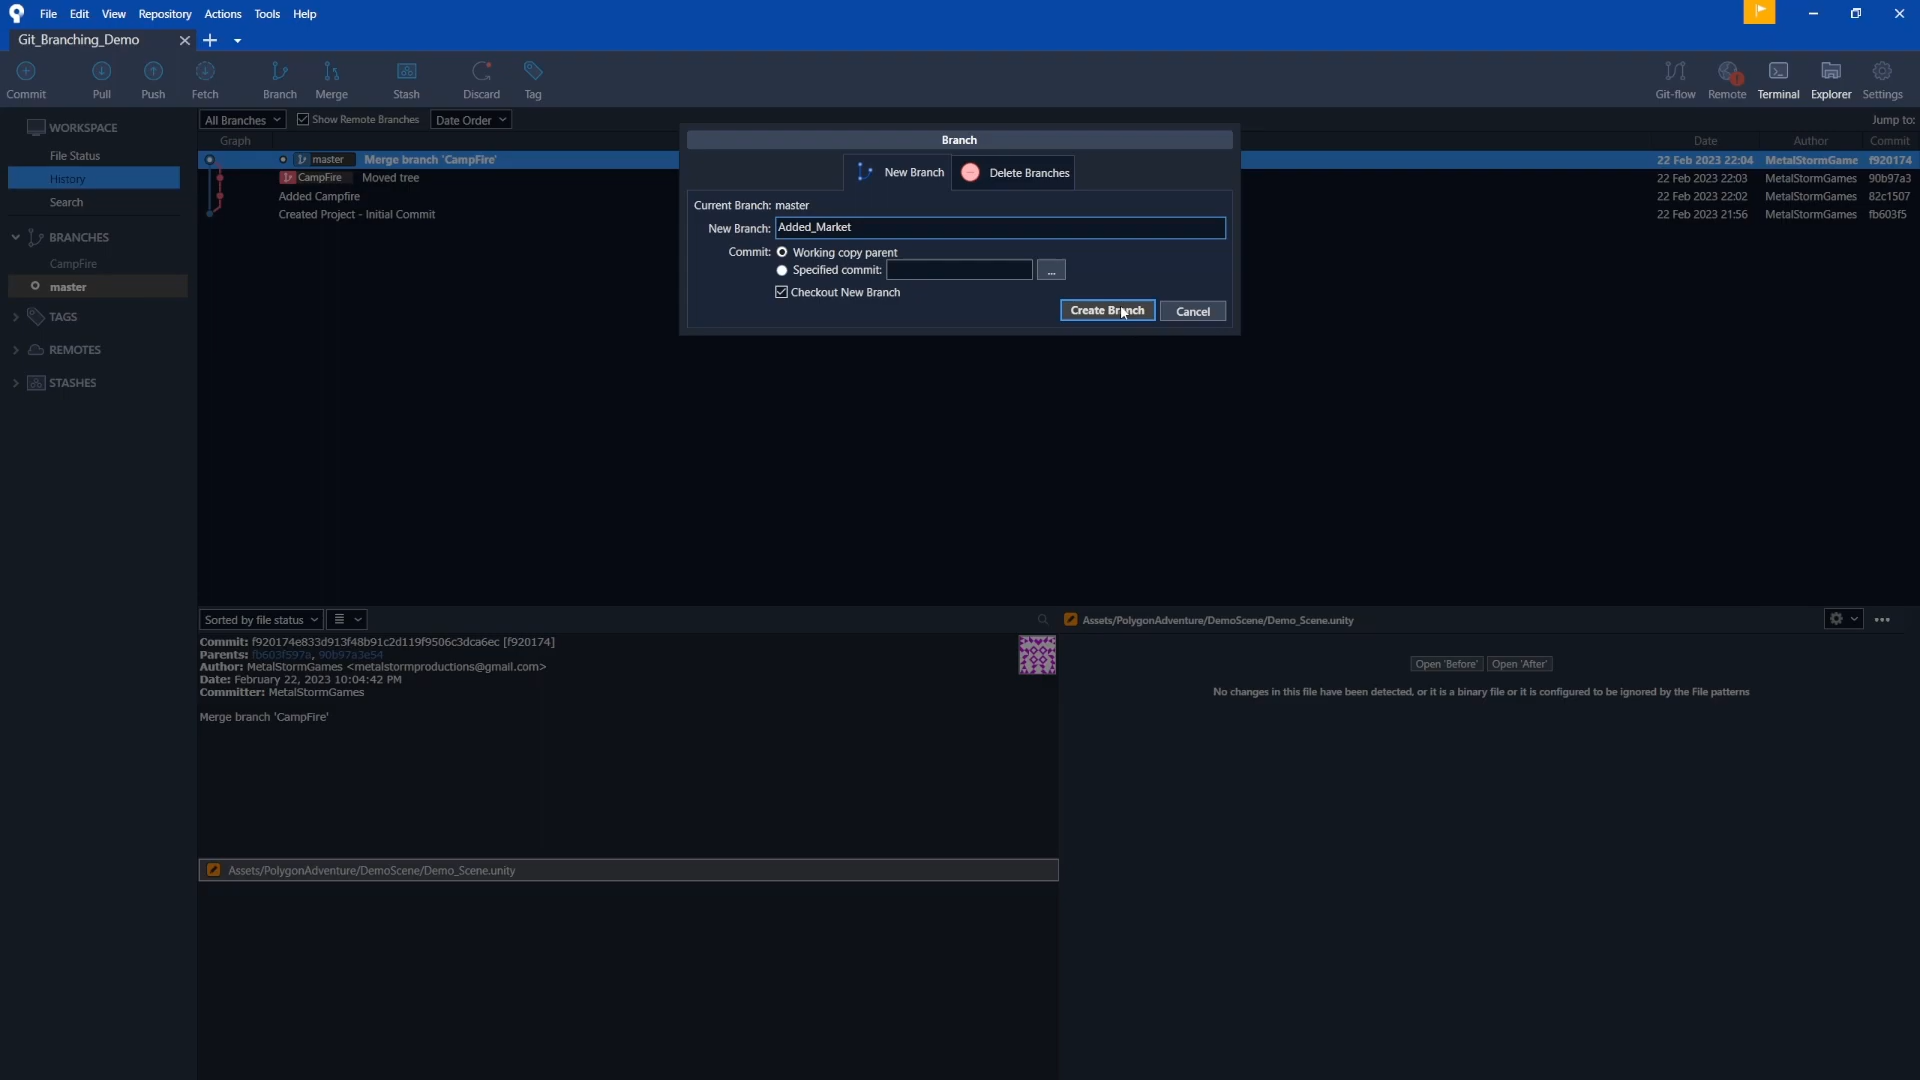 File Edit View Repository Actions Tools Help
Git_Branching_Demo
Commit Pull Push Fetch Branch Merge Stash Discard Tag Git-flow Remote Terminal Explorer Settings
WORKSPACE
File Status
History
Search
BRANCHES
CampFire
master
TAGS
REMOTES
STASHES
All Branches Show Remote Branches Date Order Jump to:
Graph Date Author Commit
master Merge branch 'CampFire' 22 Feb 2023 22:04 MetalStormGame f920174
CampFire Moved tree 22 Feb 2023 22:03 MetalStormGames 90b97a3
Added Campfire 22 Feb 2023 22:02 MetalStormGames 82c1507
Created Project - Initial Commit 22 Feb 2023 21:56 MetalStormGames fb603f5
Branch
New Branch Delete Branches
Current Branch: master
New Branch: Added_Market
Commit: Working copy parent
Specified commit: ...
Checkout New Branch
Create Branch Cancel
Sorted by file status
Commit: f920174e833d913f48b91c2d119f9506c3dca6ec [f920174]
Parents: fb603f597a, 90b97a3e54
Author: MetalStormGames <metalstormproductions@gmail.com>
Date: February 22, 2023 10:04:42 PM
Committer: MetalStormGames
Merge branch 'CampFire'
Assets/PolygonAdventure/DemoScene/Demo_Scene.unity
Assets/PolygonAdventure/DemoScene/Demo_Scene.unity
Open 'Before' Open 'After'
No changes in this file have been detected, or it is a binary file or it is configured to be ignored by the File patterns